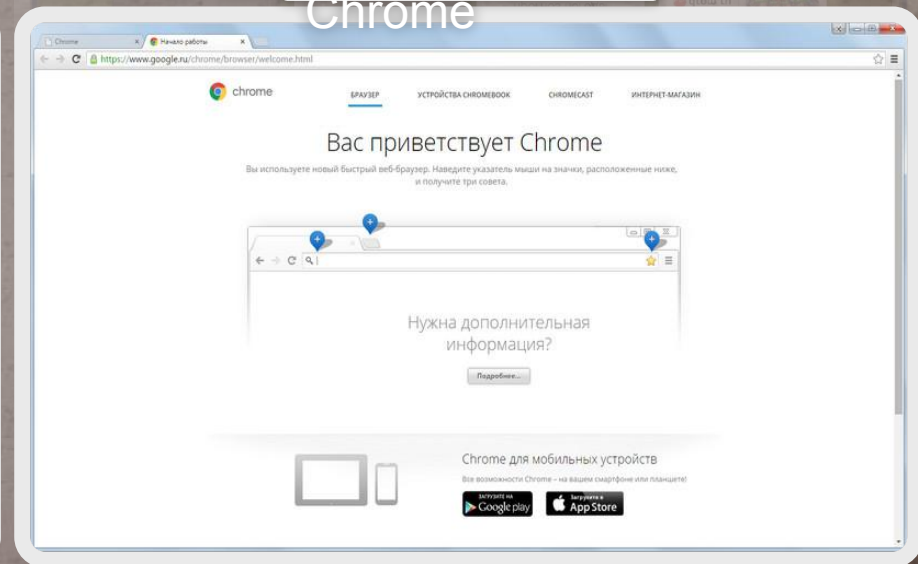 Chrome
Chrome
Начало работы
https://www.google.ru/chrome/browser/welcome.html
chrome
БРАУЗЕР
УСТРОЙСТВА CHROMEBOOK
CHROMECAST
ИНТЕРНЕТ-МАГАЗИН
Вас приветствует Chrome
Вы используете новый быстрый веб-браузер. Наведите указатель мыши на значки, расположенные ниже,
и получите три совета.
Нужна дополнительная
информация?
Подробнее...
Chrome для мобильных устройств
Все возможности Chrome – на вашем смартфоне или планшете!
ЗАГРУЗИТЕ НА
Google play
Загрузите в
App Store